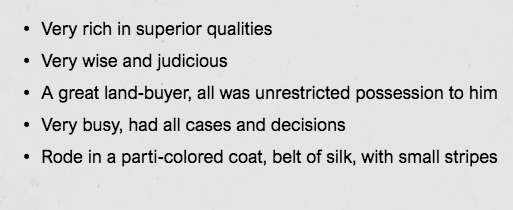 • Very rich in superior qualities
• Very wise and judicious
• A great land-buyer, all was unrestricted possession to him
• Very busy, had all cases and decisions
• Rode in a parti-colored coat, belt of silk, with small stripes